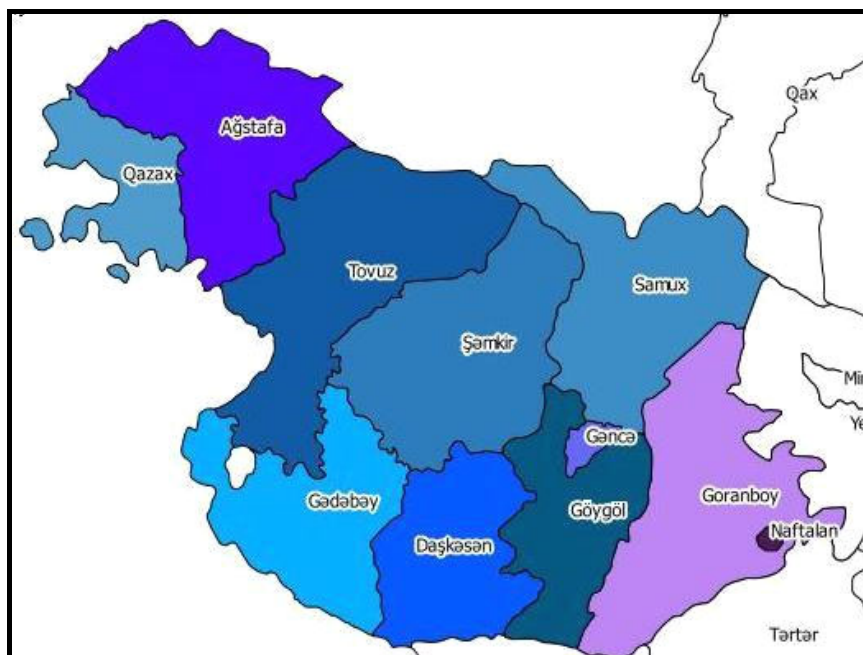 Qax
Ağstafa
Qazax
Tovuz
Samux
Şəmkir
Gəncə
Gədəbəy
Göygöl
Goranboy
Daşkəsən
Naftalan
Tərtər